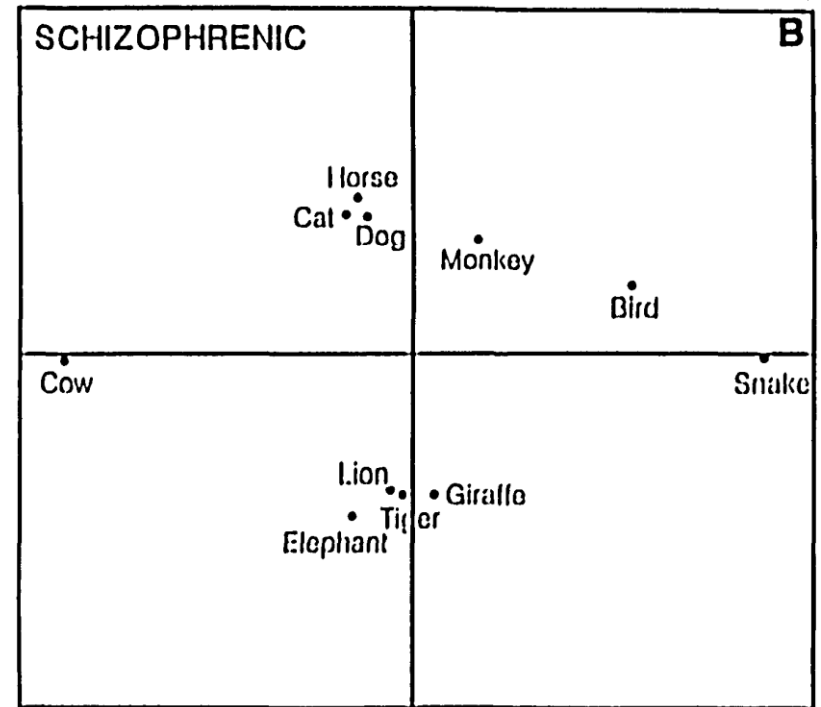 SCHIZOPHRENIC B
Horse
Cat
Dog
Monkey
Bird
Cow
Snake
Lion
Giraffe
Tiger
Elephant